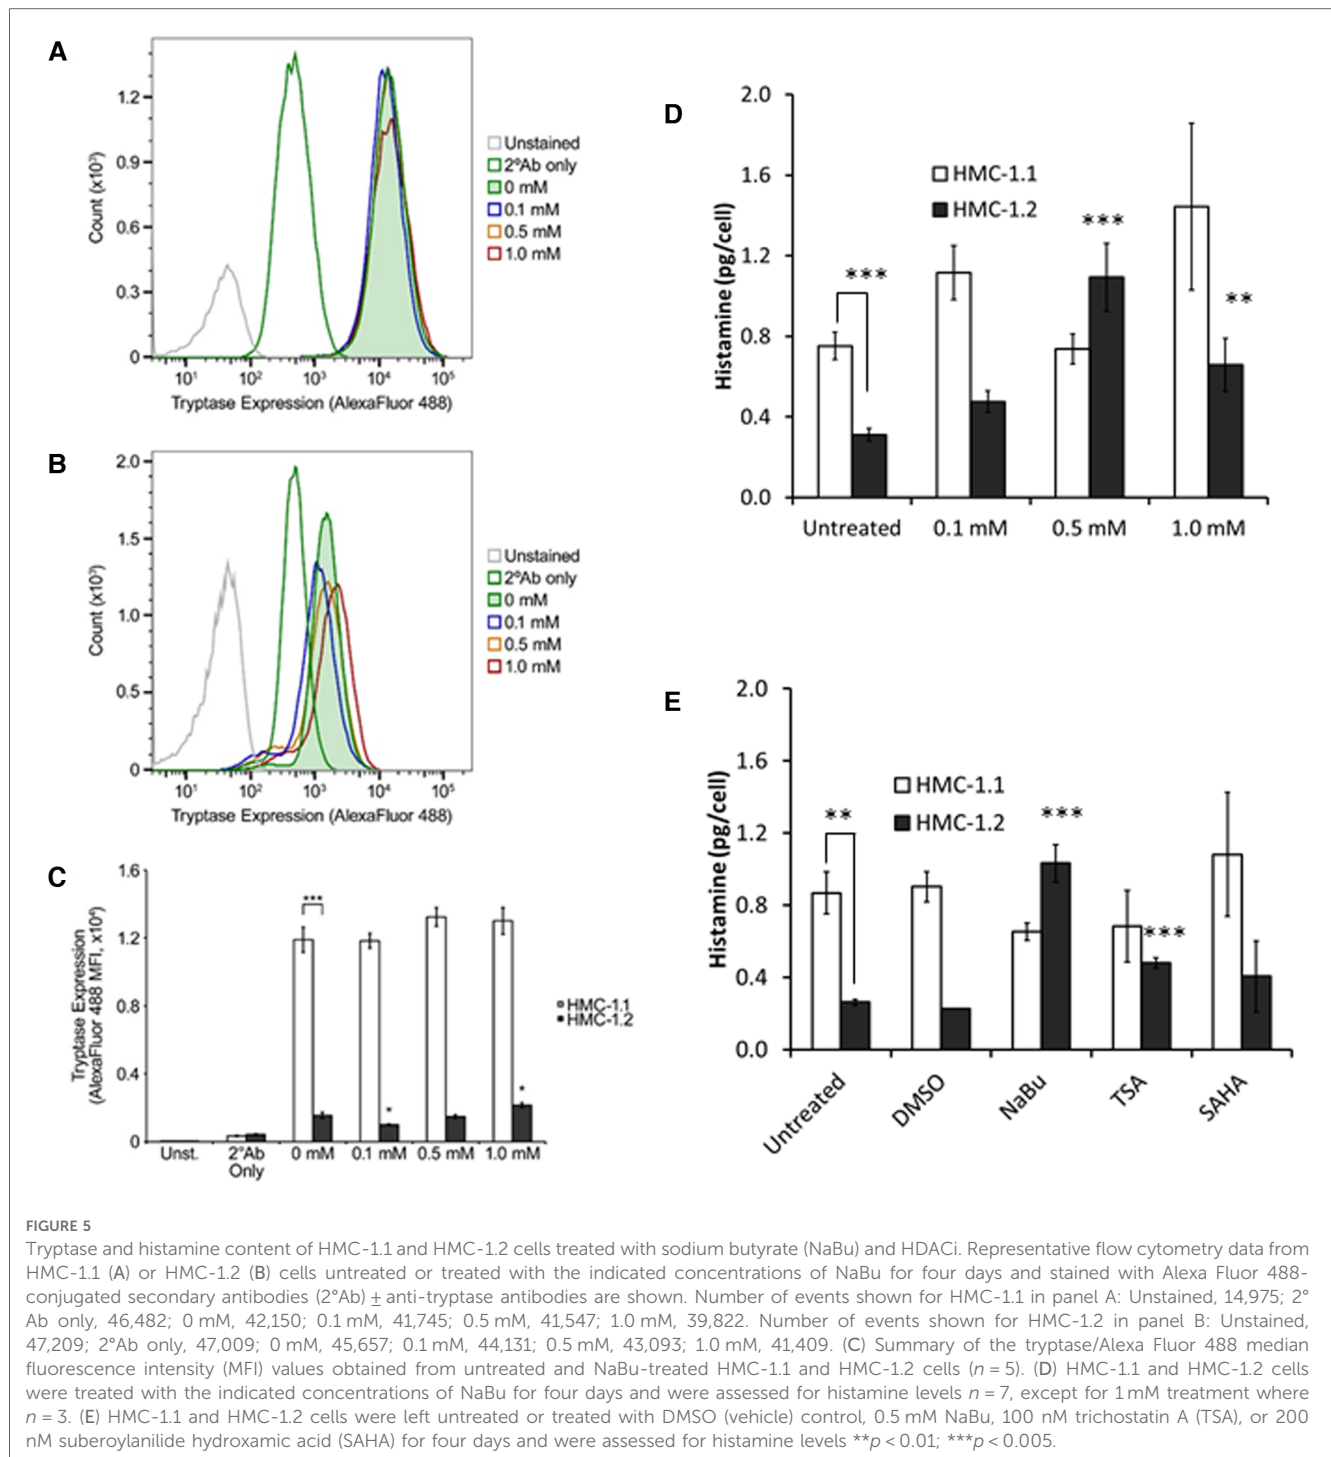 A
Count (x10³)
1.2
0.9
0.6
0.3
0
10¹ 10² 10³ 10⁴ 10⁵
Tryptase Expression (AlexaFluor 488)
Unstained
2°Ab only
0 mM
0.1 mM
0.5 mM
1.0 mM
B
Count (x10³)
2.0
1.5
1.0
0.5
0
10¹ 10² 10³ 10⁴ 10⁵
Tryptase Expression (AlexaFluor 488)
Unstained
2°Ab only
0 mM
0.1 mM
0.5 mM
1.0 mM
C
Tryptase Expression
(AlexaFluor 488 MFI, x10⁴)
1.6
1.2
0.8
0.4
0
***
*
*
Unst. 2°Ab Only 0 mM 0.1 mM 0.5 mM 1.0 mM
HMC-1.1
HMC-1.2
D
Histamine (pg/cell)
2.0
1.6
1.2
0.8
0.4
0.0
HMC-1.1
HMC-1.2
***
***
**
Untreated 0.1 mM 0.5 mM 1.0 mM
E
Histamine (pg/cell)
2.0
1.6
1.2
0.8
0.4
0.0
HMC-1.1
HMC-1.2
**
***
***
Untreated DMSO NaBu TSA SAHA
FIGURE 5
Tryptase and histamine content of HMC-1.1 and HMC-1.2 cells treated with sodium butyrate (NaBu) and HDACi. Representative flow cytometry data from
HMC-1.1 (A) or HMC-1.2 (B) cells untreated or treated with the indicated concentrations of NaBu for four days and stained with Alexa Fluor 488-
conjugated secondary antibodies (2°Ab) ± anti-tryptase antibodies are shown. Number of events shown for HMC-1.1 in panel A: Unstained, 14,975; 2°
Ab only, 46,482; 0 mM, 42,150; 0.1 mM, 41,745; 0.5 mM, 41,547; 1.0 mM, 39,822. Number of events shown for HMC-1.2 in panel B: Unstained,
47,209; 2°Ab only, 47,009; 0 mM, 45,657; 0.1 mM, 44,131; 0.5 mM, 43,093; 1.0 mM, 41,409. (C) Summary of the tryptase/Alexa Fluor 488 median
fluorescence intensity (MFI) values obtained from untreated and NaBu-treated HMC-1.1 and HMC-1.2 cells (n = 5). (D) HMC-1.1 and HMC-1.2 cells
were treated with the indicated concentrations of NaBu for four days and were assessed for histamine levels n = 7, except for 1 mM treatment where
n = 3. (E) HMC-1.1 and HMC-1.2 cells were left untreated or treated with DMSO (vehicle) control, 0.5 mM NaBu, 100 nM trichostatin A (TSA), or 200
nM suberoylanilide hydroxamic acid (SAHA) for four days and were assessed for histamine levels **p < 0.01; ***p < 0.005.